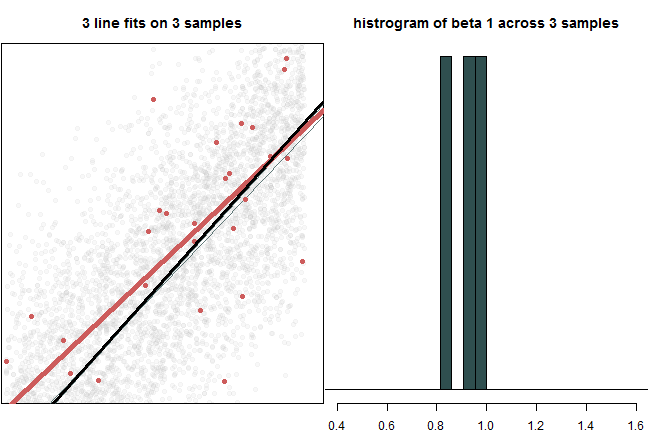 3 line fits on 3 samples
histrogram of beta 1 across 3 samples
0.4 0.6 0.8 1.0 1.2 1.4 1.6